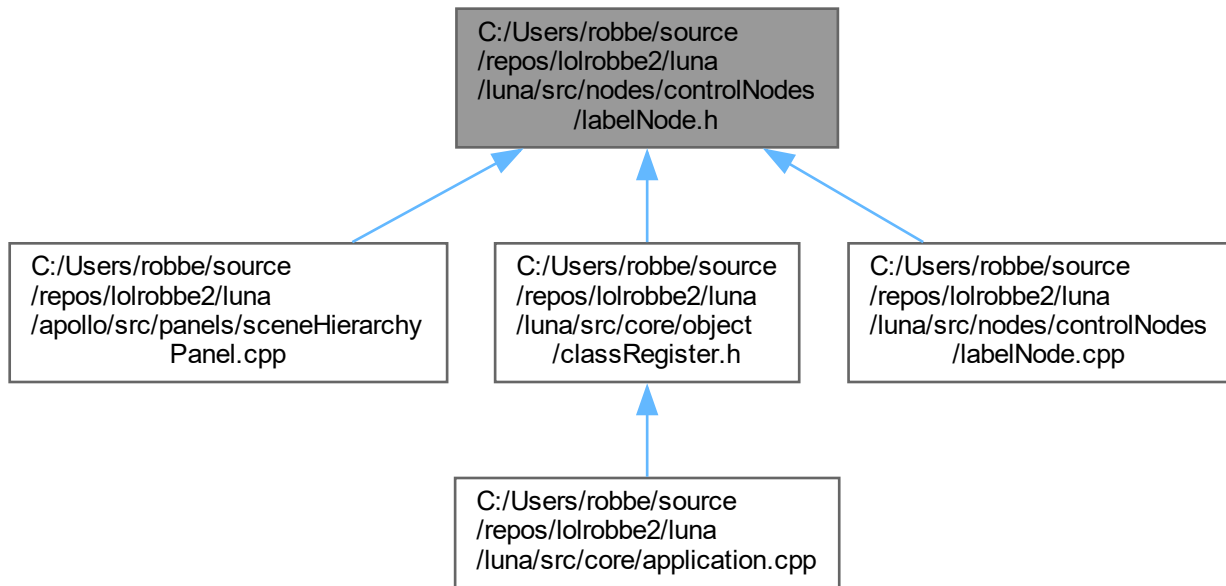 C:/Users/robbe/source
/repos/lolrobbe2/luna
/luna/src/nodes/controlNodes
/labelNode.h
C:/Users/robbe/source
/repos/lolrobbe2/luna
/apollo/src/panels/sceneHierarchy
Panel.cpp
C:/Users/robbe/source
/repos/lolrobbe2/luna
/luna/src/core/object
/classRegister.h
C:/Users/robbe/source
/repos/lolrobbe2/luna
/luna/src/nodes/controlNodes
/labelNode.cpp
C:/Users/robbe/source
/repos/lolrobbe2/luna
/luna/src/core/application.cpp